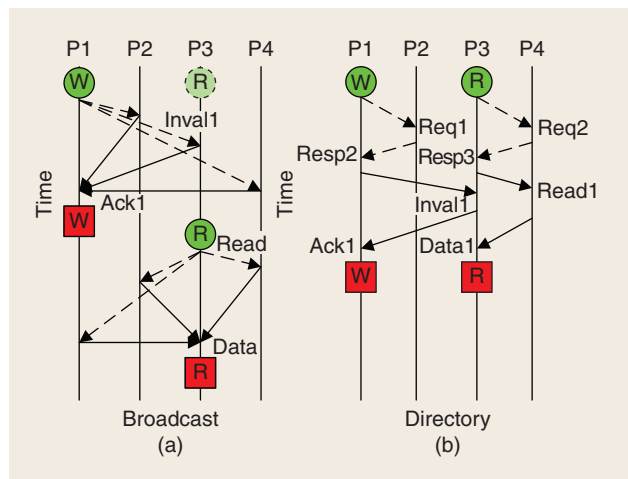 P1 P2 P3 P4
W R
Inval1
Time
Ack1
W
R
Read
Data
R
Broadcast
(a)
P1 P2 P3 P4
W R
Req1 Req2
Resp2 Resp3
Time
Read1
Inval1
Ack1 Data1
W R
Directory
(b)